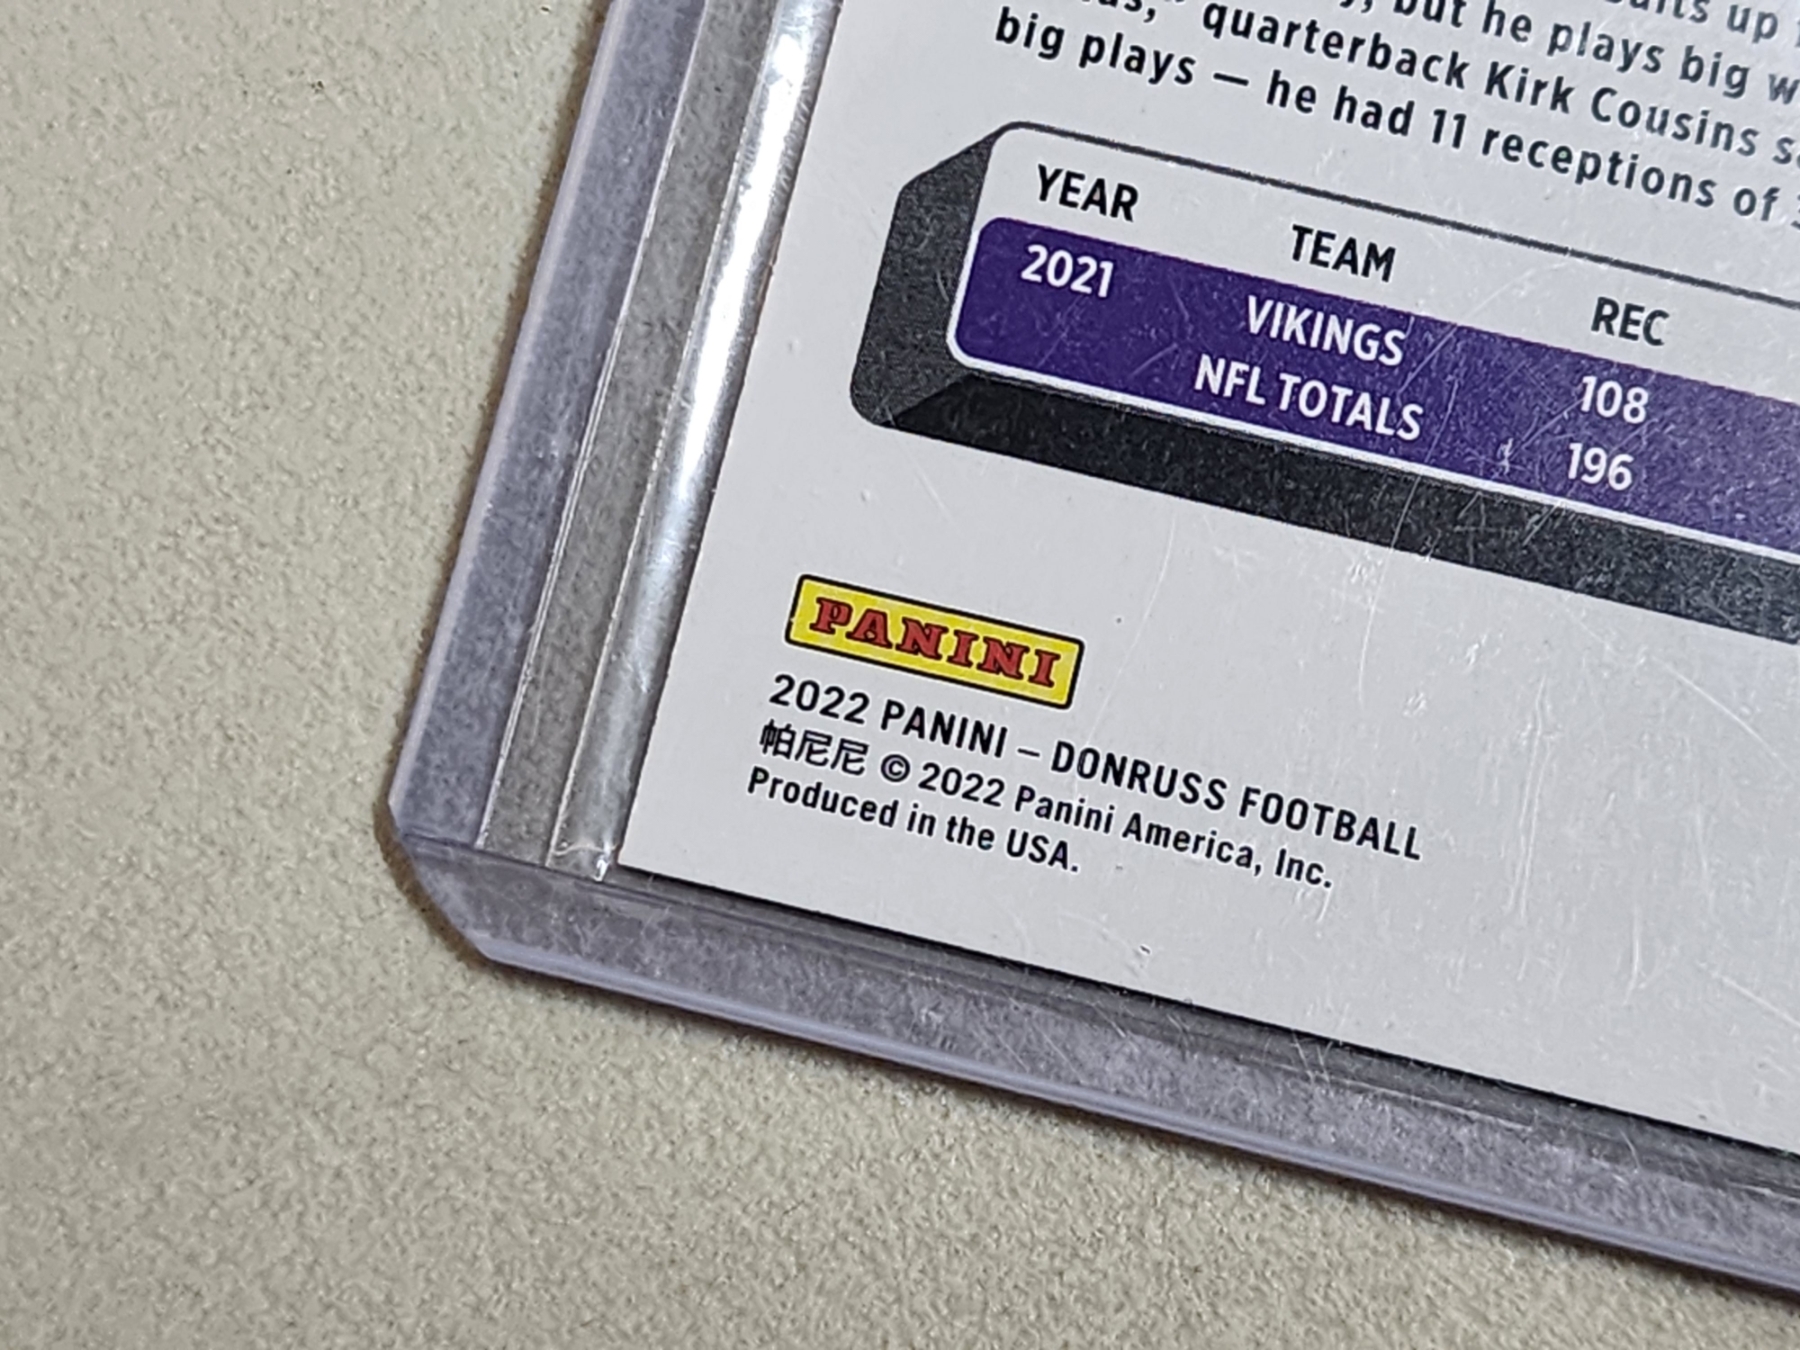 up
but he plays big
quarterback Kirk Cousins
big plays — he had 11 receptions of
YEAR TEAM REC
2021 VIKINGS 108
NFL TOTALS 196
PANINI
2022 PANINI – DONRUSS FOOTBALL
帕尼尼 © 2022 Panini America, Inc.
Produced in the USA.